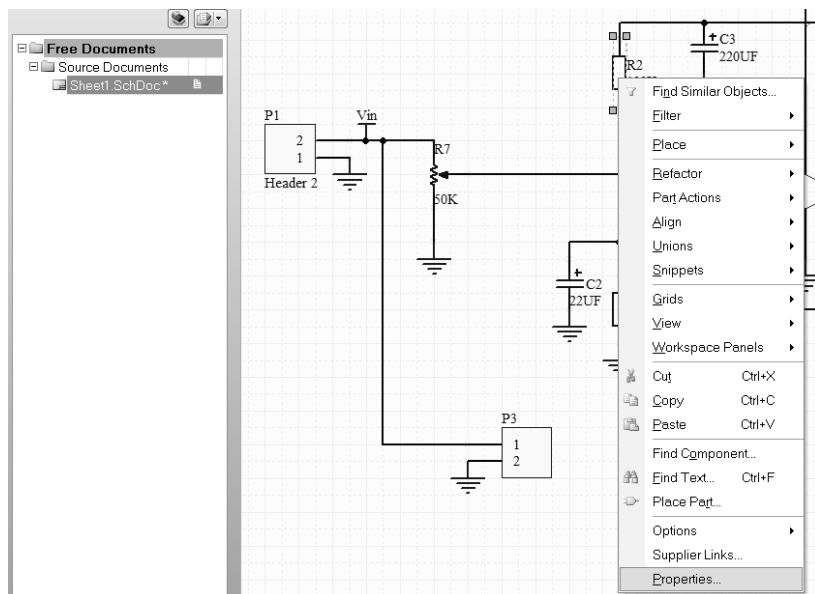 Free Documents
Source Documents
Sheet1.SchDoc *
P1
2
1
Header 2
Vin
R7
50K
C2
22UF
P3
1
2
R2
C3
220UF
Find Similar Objects...
Filter
Place
Refactor
Part Actions
Align
Unions
Snippets
Grids
View
Workspace Panels
Cut Ctrl+X
Copy Ctrl+C
Paste Ctrl+V
Find Component...
Find Text... Ctrl+F
Place Part...
Options
Supplier Links...
Properties...